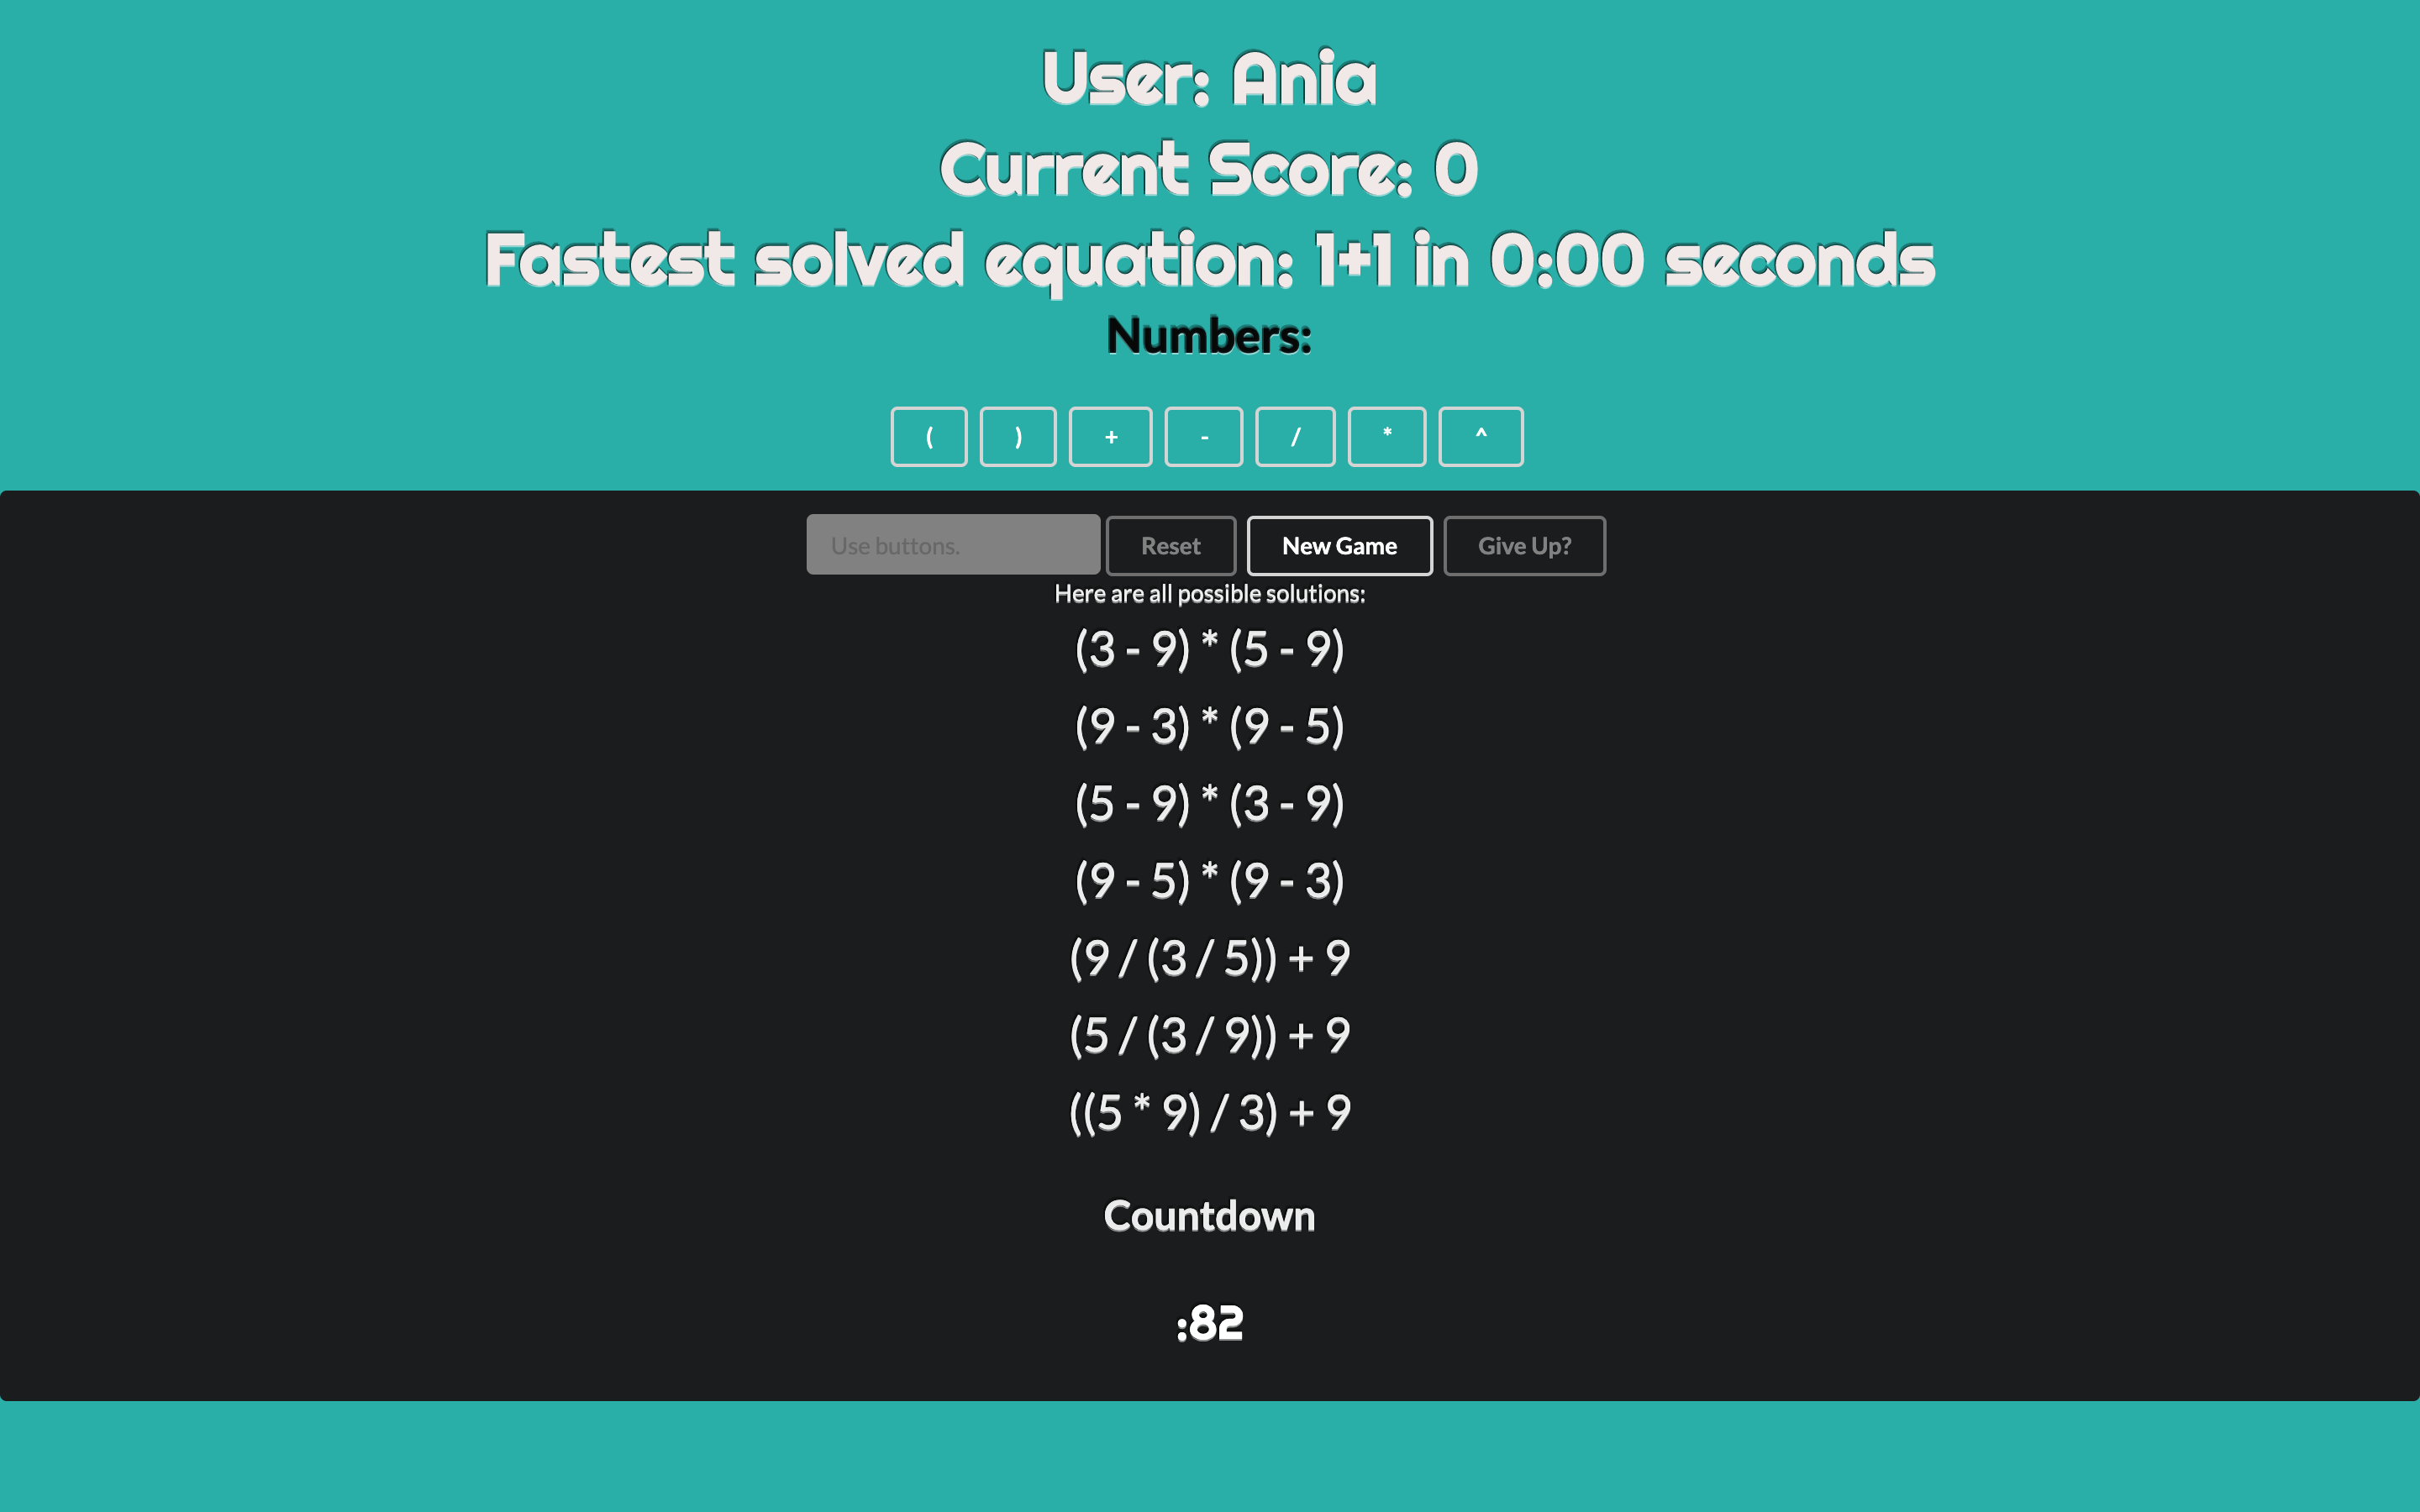 User: Ania
Current Score: 0
Fastest solved equation: 1+1 in 0:00 seconds
Numbers:
( ) + - / * ^
Use buttons. Reset New Game Give Up?
Here are all possible solutions:
(3 - 9) * (5 - 9)
(9 - 3) * (9 - 5)
(5 - 9) * (3 - 9)
(9 - 5) * (9 - 3)
(9 / (3 / 5)) + 9
(5 / (3 / 9)) + 9
((5 * 9) / 3) + 9
Countdown
:82